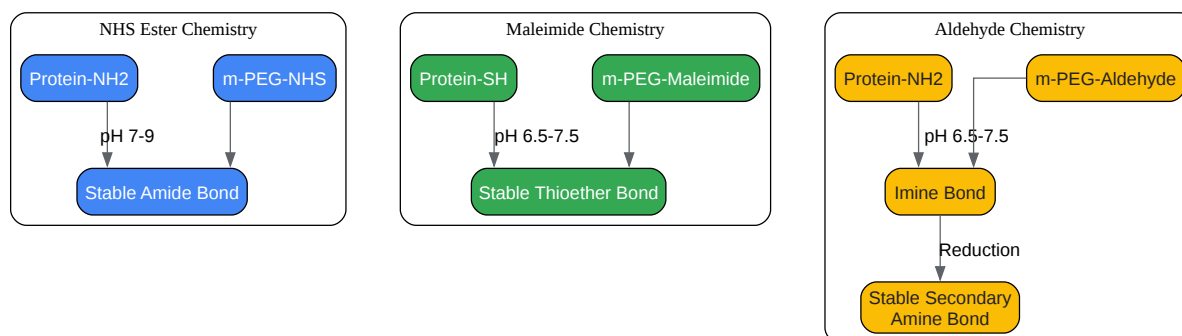 NHS Ester Chemistry
Protein-NH2
m-PEG-NHS
pH 7-9
Stable Amide Bond
Maleimide Chemistry
Protein-SH
m-PEG-Maleimide
pH 6.5-7.5
Stable Thioether Bond
Aldehyde Chemistry
Protein-NH2
m-PEG-Aldehyde
pH 6.5-7.5
Imine Bond
Reduction
Stable Secondary
Amine Bond